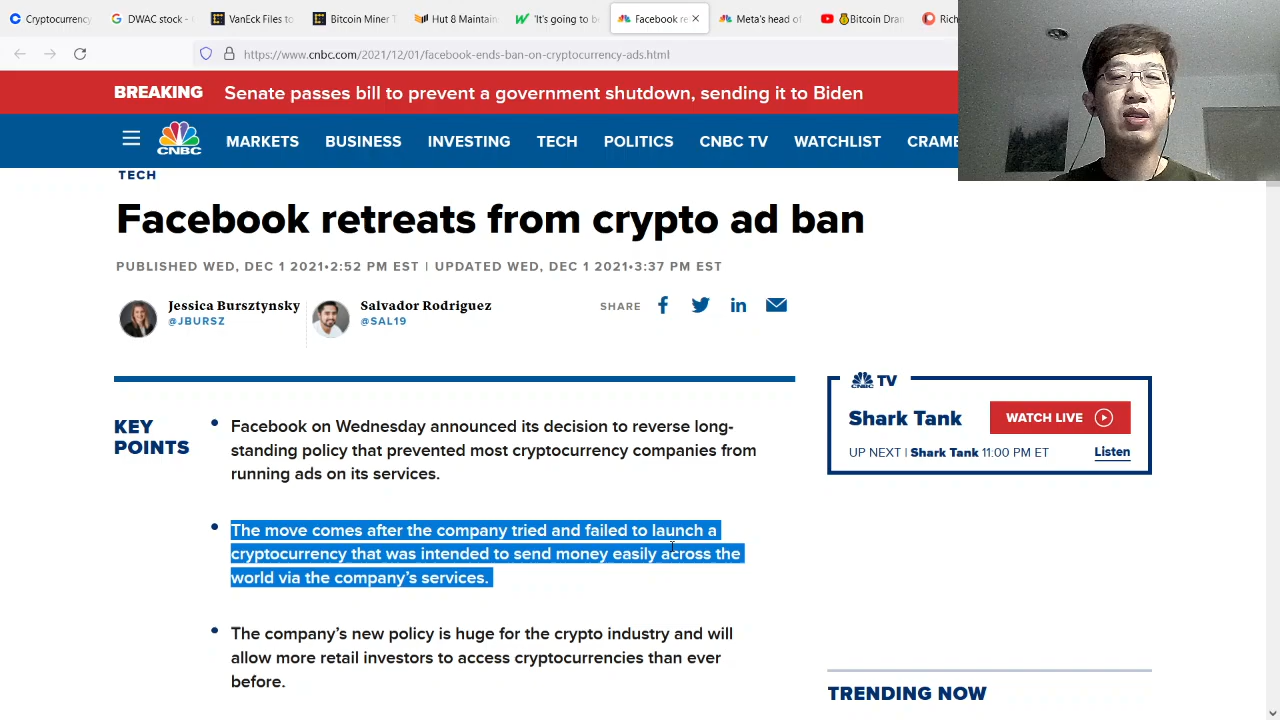 Cryptocurrency
DWAC stock -
VanEck Files to
Bitcoin Miner T
Hut 8 Maintain
'It's going to b
Facebook re
Meta's head of
Bitcoin Dran
Rich
https://www.cnbc.com/2021/12/01/facebook-ends-ban-on-cryptocurrency-ads.html
BREAKING Senate passes bill to prevent a government shutdown, sending it to Biden
CNBC
MARKETS BUSINESS INVESTING TECH POLITICS CNBC TV WATCHLIST CRAME
TECH
Facebook retreats from crypto ad ban
PUBLISHED WED, DEC 1 2021•2:52 PM EST | UPDATED WED, DEC 1 2021•3:37 PM EST
Jessica Bursztynsky
@JBURSZ
Salvador Rodriguez
@SAL19
SHARE
KEY
POINTS
Facebook on Wednesday announced its decision to reverse long-
standing policy that prevented most cryptocurrency companies from
running ads on its services.
The move comes after the company tried and failed to launch a
cryptocurrency that was intended to send money easily across the
world via the company's services.
The company's new policy is huge for the crypto industry and will
allow more retail investors to access cryptocurrencies than ever
before.
CNBC TV
Shark Tank
WATCH LIVE
UP NEXT | Shark Tank 11:00 PM ET
Listen
TRENDING NOW